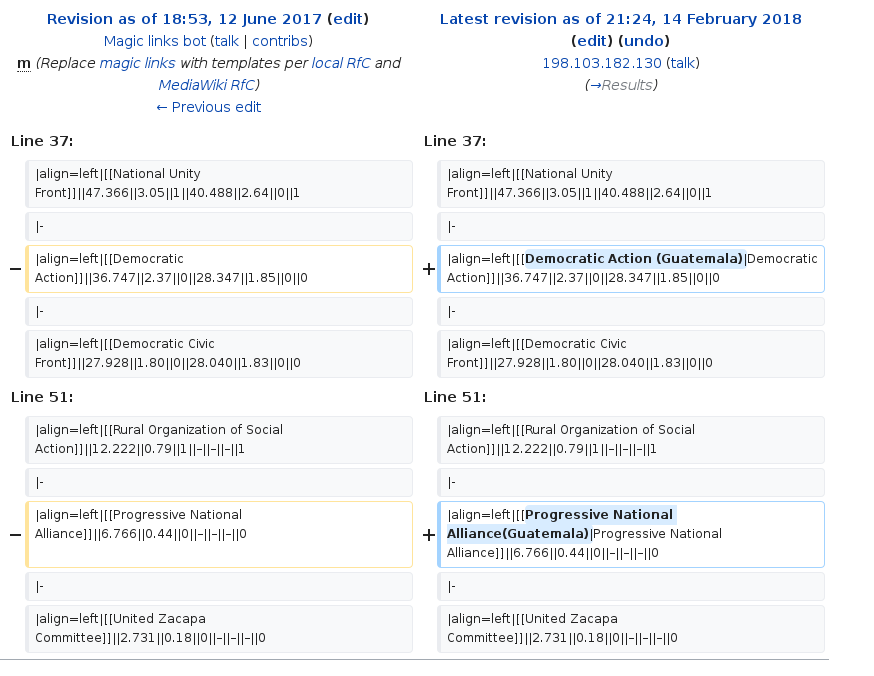 Revision as of 18:53, 12 June 2017 (edit)
Magic links bot (talk | contribs)
m (Replace magic links with templates per local RfC and
MediaWiki RfC)
← Previous edit
Latest revision as of 21:24, 14 February 2018
(edit) (undo)
198.103.182.130 (talk)
(→Results)
Line 37:
Line 37:
|align=left|[[National Unity
Front]]||47.366||3.05||1||40.488||2.64||0||1
|align=left|[[National Unity
Front]]||47.366||3.05||1||40.488||2.64||0||1
|-
|-
− |align=left|[[Democratic
Action]]||36.747||2.37||0||28.347||1.85||0||0
+ |align=left|[[Democratic Action (Guatemala)|Democratic
Action]]||36.747||2.37||0||28.347||1.85||0||0
|-
|-
|align=left|[[Democratic Civic
Front]]||27.928||1.80||0||28.040||1.83||0||0
|align=left|[[Democratic Civic
Front]]||27.928||1.80||0||28.040||1.83||0||0
Line 51:
Line 51:
|align=left|[[Rural Organization of Social
Action]]||12.222||0.79||1||–||–||–||1
|align=left|[[Rural Organization of Social
Action]]||12.222||0.79||1||–||–||–||1
|-
|-
− |align=left|[[Progressive National
Alliance]]||6.766||0.44||0||–||–||–||0
+ |align=left|[[Progressive National
Alliance(Guatemala)|Progressive National
Alliance]]||6.766||0.44||0||–||–||–||0
|-
|-
|align=left|[[United Zacapa
Committee]]||2.731||0.18||0||–||–||–||0
|align=left|[[United Zacapa
Committee]]||2.731||0.18||0||–||–||–||0